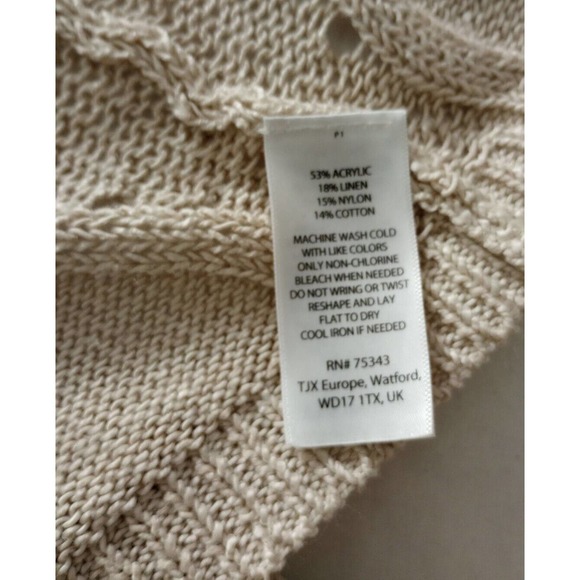 P1
53% ACRYLIC
18% LINEN
15% NYLON
14% COTTON
MACHINE WASH COLD
WITH LIKE COLORS
ONLY NON-CHLORINE
BLEACH WHEN NEEDED
DO NOT WRING OR TWIST
RESHAPE AND LAY
FLAT TO DRY
COOL IRON IF NEEDED
RN# 75343
TJX Europe, Watford,
WD17 1TX, UK